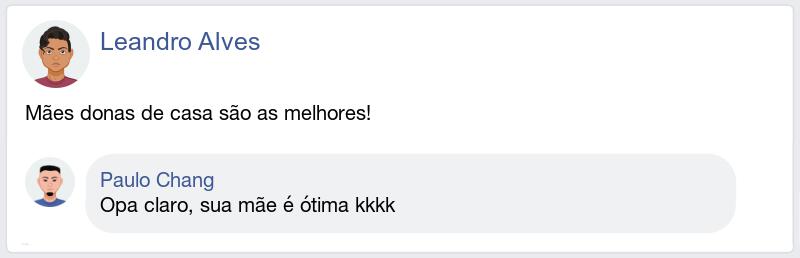 Leandro Alves
Mães donas de casa são as melhores!
Paulo Chang
Opa claro, sua mãe é ótima kkkk